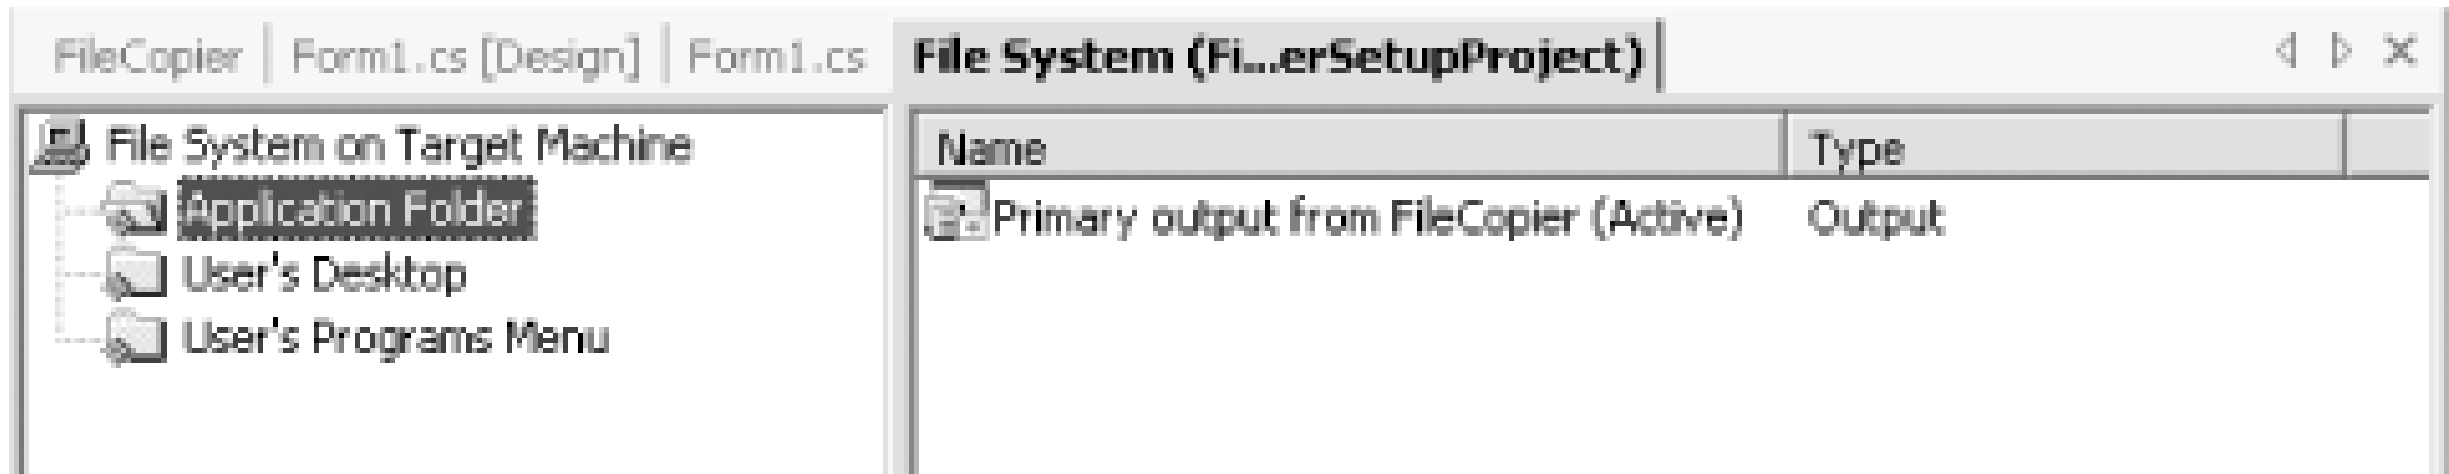 FileCopier Form1.cs [Design] Form1.cs File System (Fi...erSetupProject)
File System on Target Machine
Application Folder
User's Desktop
User's Programs Menu
Name Type
Primary output from FileCopier (Active) Output